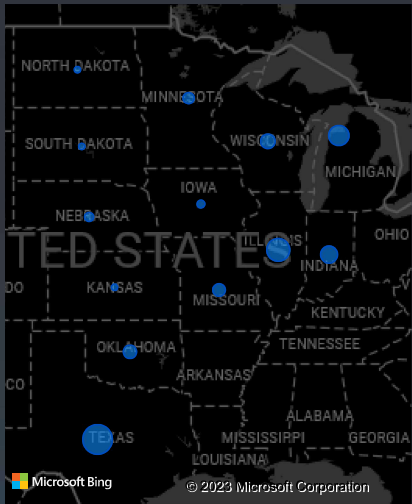 NORTH DAKOTA
MINNESOTA
SOUTH DAKOTA
WISCONSIN
MICHIGAN
IOWA
NEBRASKA
OHIO
TED STATES
ILLINOIS
INDIANA
DO
KANSAS
MISSOURI
V
KENTUCKY
OKLAHOMA
TENNESSEE
ARKANSAS
CO
ALABAMA
TEXAS
MISSISSIPPI
GEORGIA
LOUISIANA
Microsoft Bing
© 2023 Microsoft Corporation